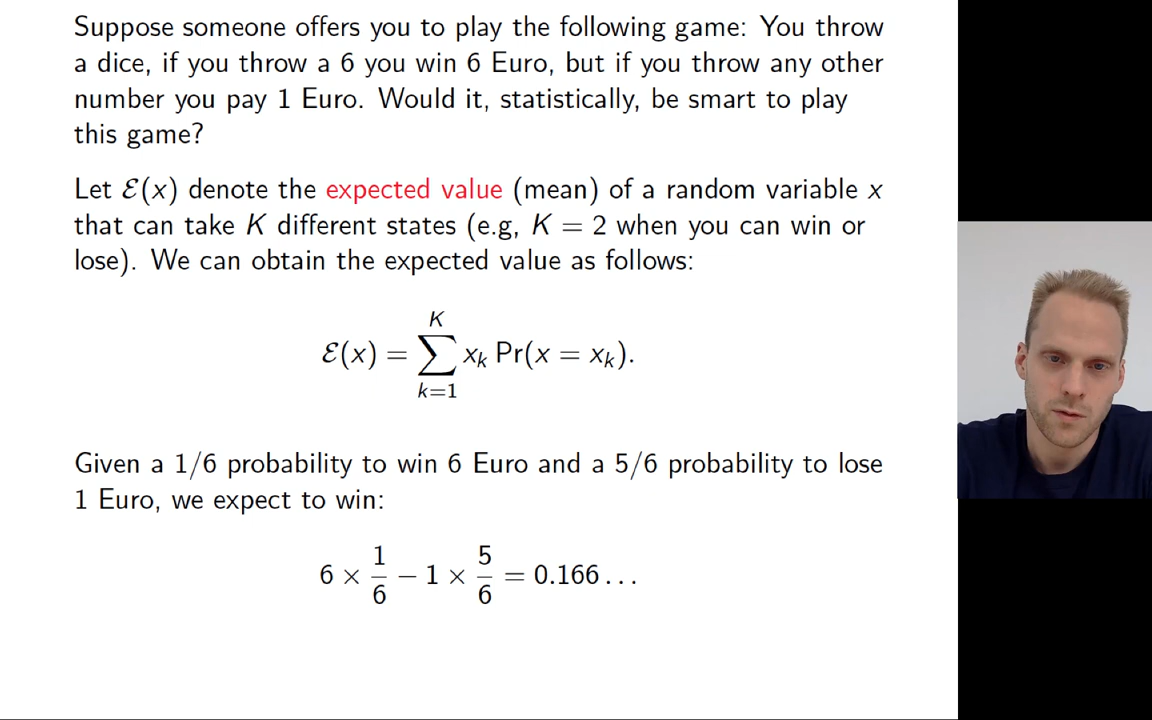 Suppose someone offers you to play the following game: You throw
a dice, if you throw a 6 you win 6 Euro, but if you throw any other
number you pay 1 Euro. Would it, statistically, be smart to play
this game?
Let ℰ(x) denote the expected value (mean) of a random variable x
that can take K different states (e.g, K = 2 when you can win or
lose). We can obtain the expected value as follows:
ℰ(x) = ∑_{k=1}^{K} x_k Pr(x = x_k).
Given a 1/6 probability to win 6 Euro and a 5/6 probability to lose
1 Euro, we expect to win:
6 × 1/6 − 1 × 5/6 = 0.166 . . .